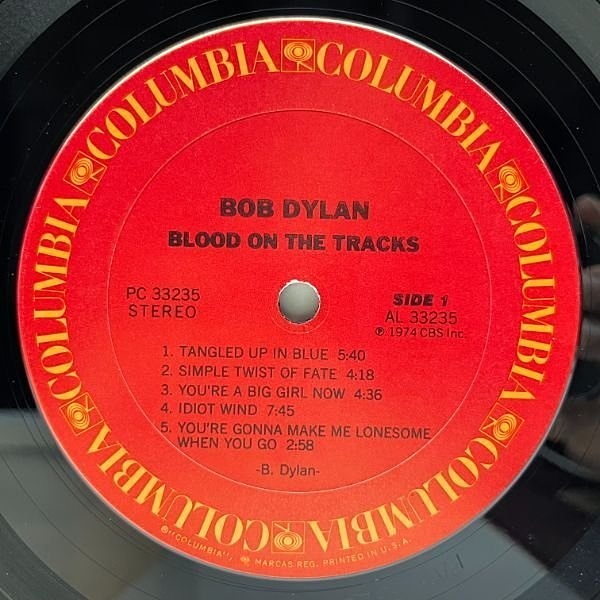 COLUMBIA COLUMBIA COLUMBIA COLUMBIA COLUMBIA COLUMBIA
BOB DYLAN
BLOOD ON THE TRACKS
PC 33235
STEREO
SIDE 1
AL 33235
Ⓟ 1974 CBS Inc.
1. TANGLED UP IN BLUE 5:40
2. SIMPLE TWIST OF FATE 4:18
3. YOU'RE A BIG GIRL NOW 4:36
4. IDIOT WIND 7:45
5. YOU'RE GONNA MAKE ME LONESOME
WHEN YOU GO 2:58
-B. Dylan-
®"COLUMBIA", MARCAS REG. PRINTED IN U.S.A.